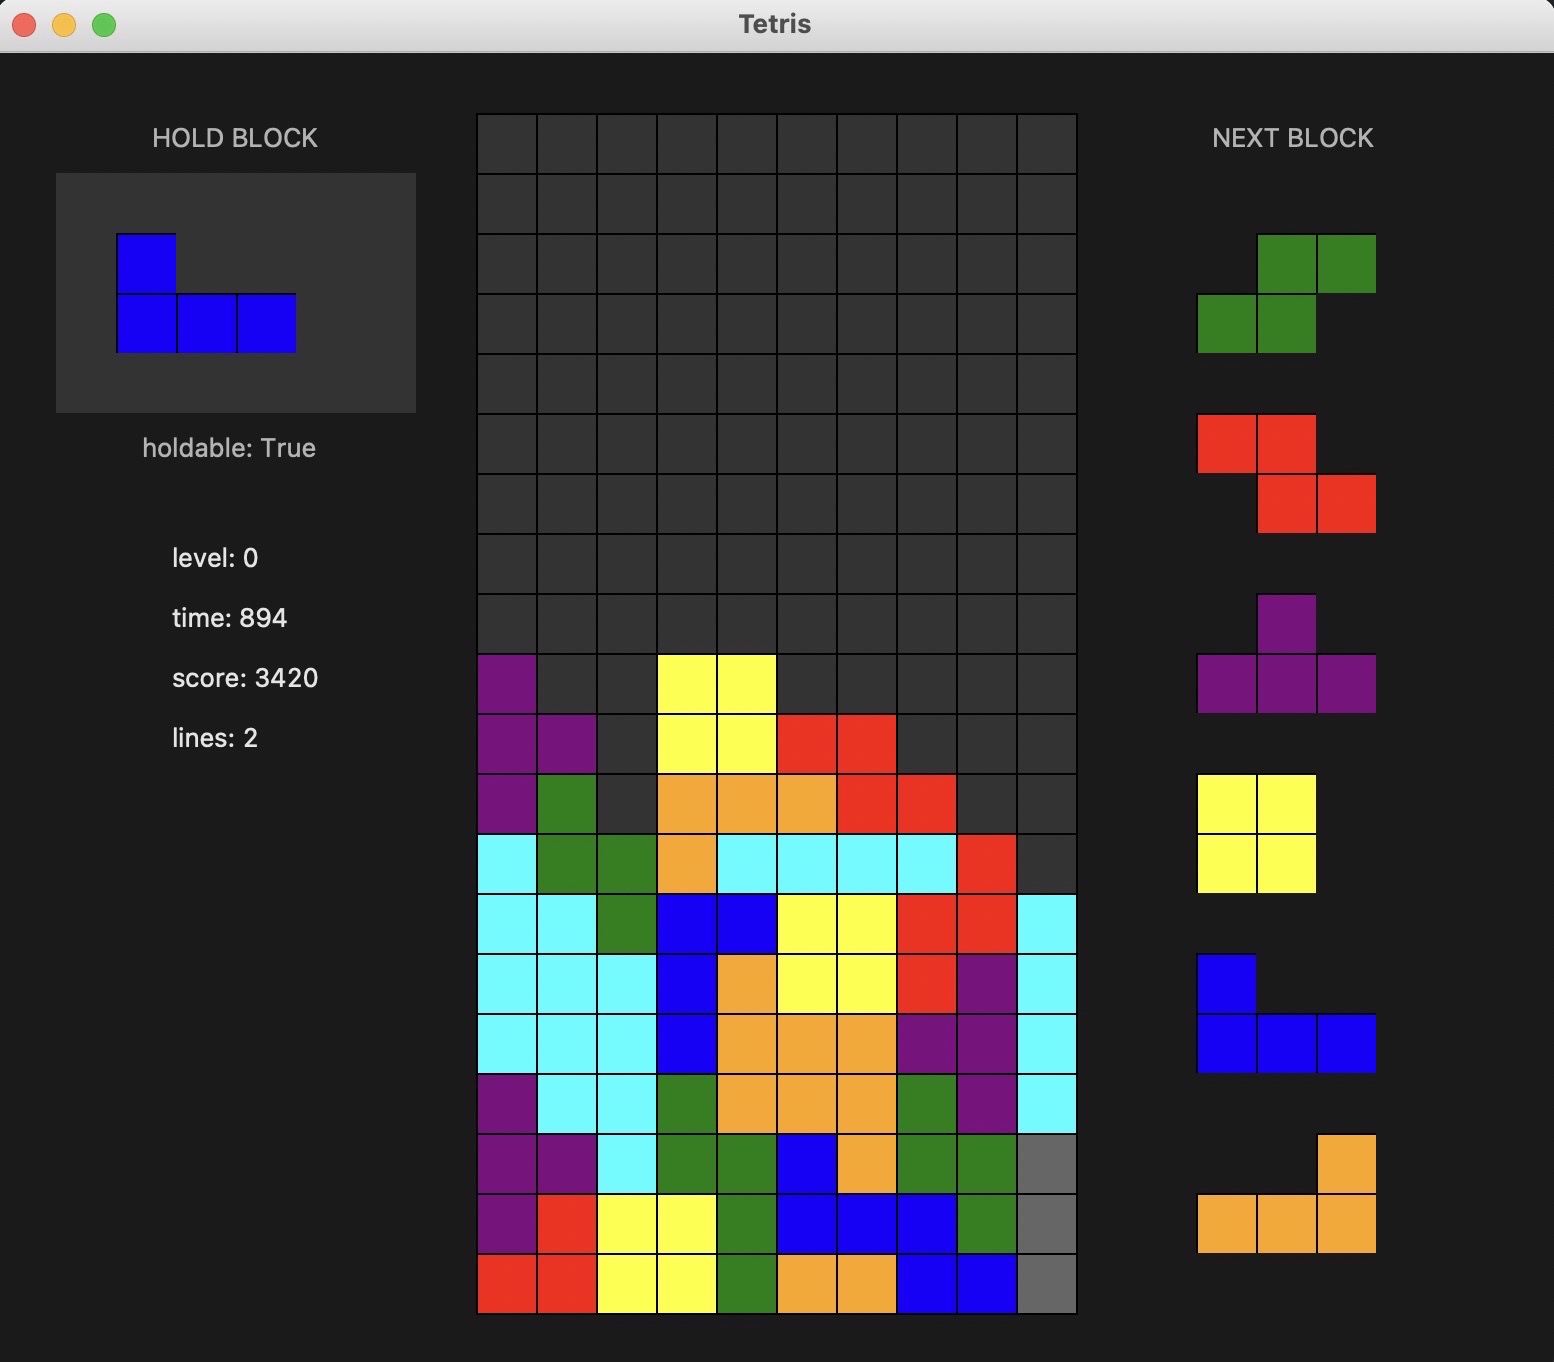 Tetris
HOLD BLOCK
NEXT BLOCK
holdable: True
level: 0
time: 894
score: 3420
lines: 2